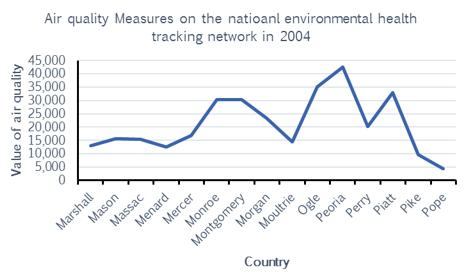 Air quality Measures on the natioanl environmental health
tracking network in 2004
Value of air quality
45,000
40,000
35,000
30,000
25,000
20,000
15,000
10,000
5,000
0
Marshall
Mason
Massac
Menard
Mercer
Monroe
Montgomery
Morgan
Moultrie
Ogle
Peoria
Perry
Piatt
Pike
Pope
Country